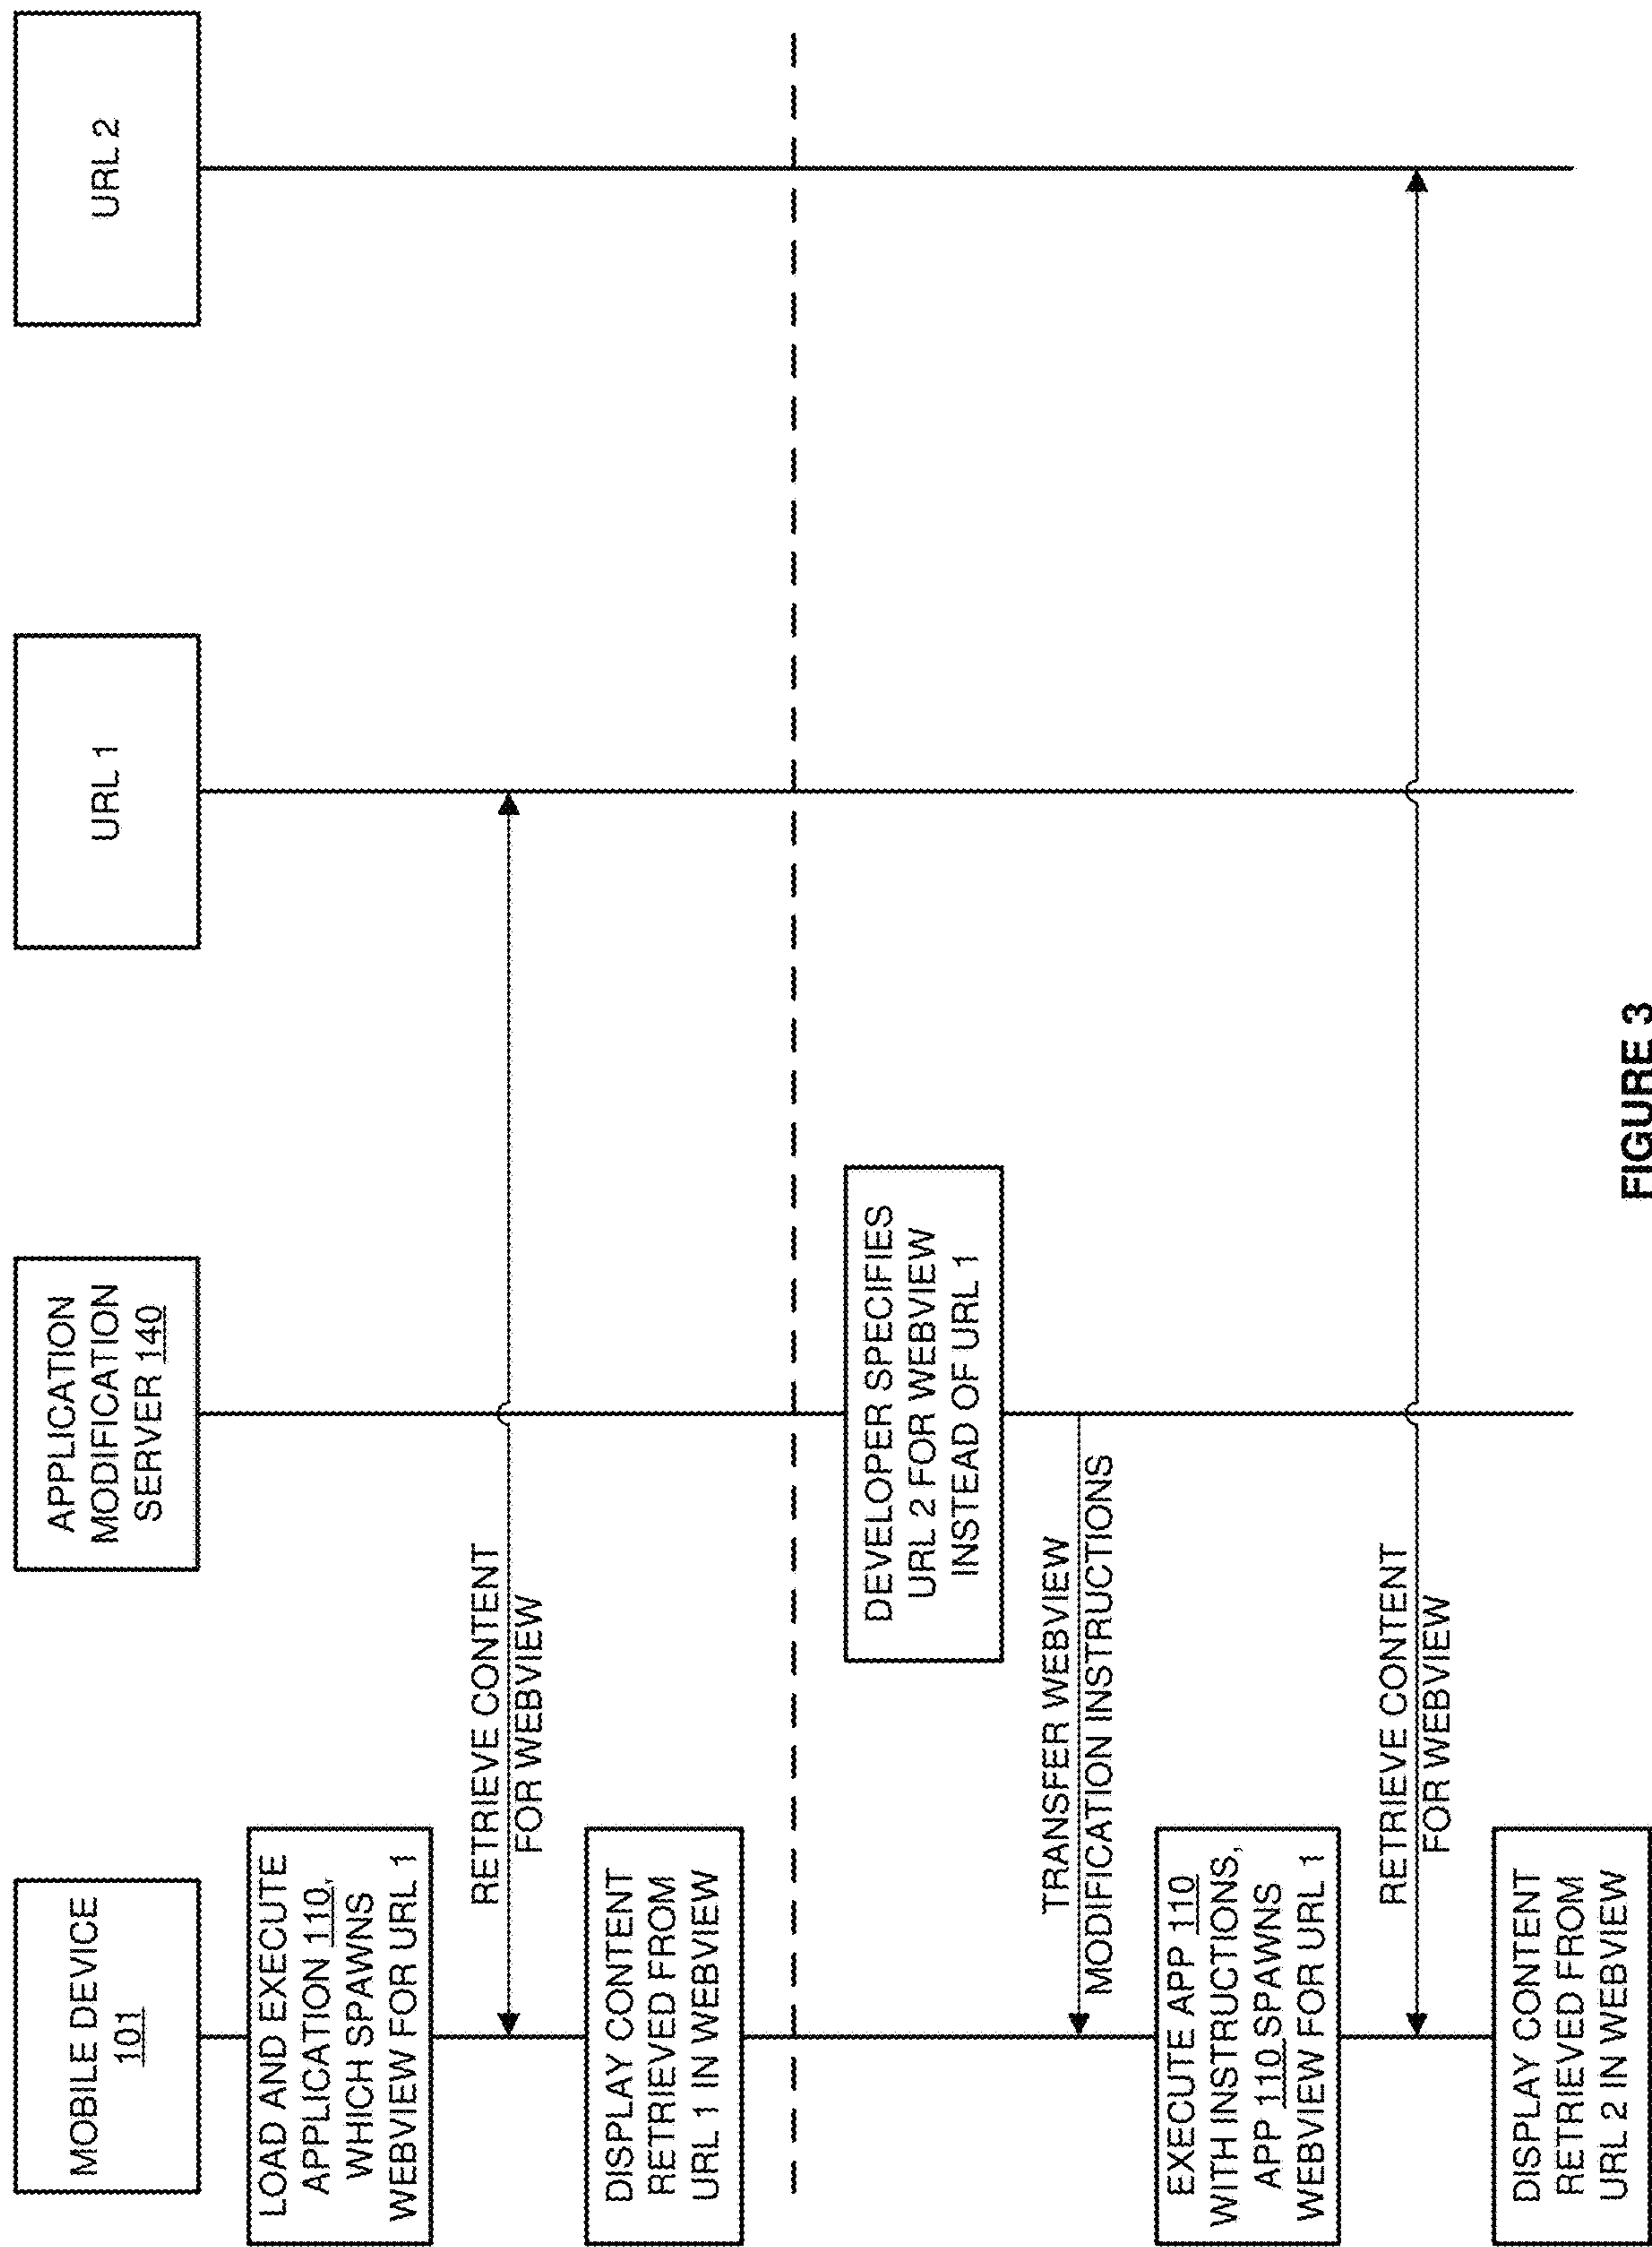 MOBILE DEVICE
101
APPLICATION
MODIFICATION
SERVER 140
URL 1
URL 2
LOAD AND EXECUTE
APPLICATION 110,
WHICH SPAWNS
WEBVIEW FOR URL 1
RETRIEVE CONTENT
FOR WEBVIEW
DISPLAY CONTENT
RETRIEVED FROM
URL 1 IN WEBVIEW
DEVELOPER SPECIFIES
URL 2 FOR WEBVIEW
INSTEAD OF URL 1
TRANSFER WEBVIEW
MODIFICATION INSTRUCTIONS
EXECUTE APP 110
WITH INSTRUCTIONS,
APP 110 SPAWNS
WEBVIEW FOR URL 1
RETRIEVE CONTENT
FOR WEBVIEW
DISPLAY CONTENT
RETRIEVED FROM
URL 2 IN WEBVIEW
FIGURE 3